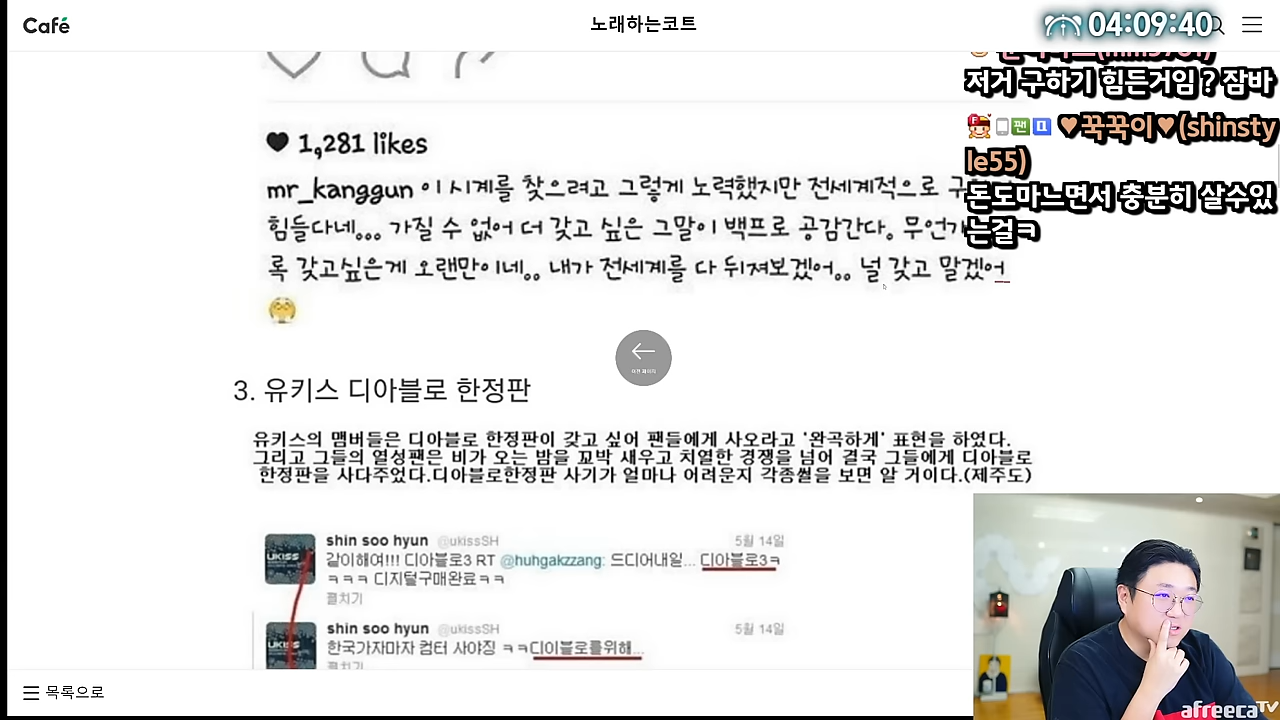 Café
노래하는코트
04:09:40
저거 구하기 힘든거임 ? 잠바
♥꾹꾹이♥(shinsty
le55)
돈도마느면서 충분히 살수있
는걸ㅋ
1,281 likes
mr_kanggun 이 시계를 찾으려고 그렇게 노력했지만 전세계적으로
힘들다네... 가질 수 없어 더 갖고 싶은 그말이 백프로 공감간다. 무언가
록 갖고싶은게 오랜만이네.. 내가 전세계를 다 뒤져보겠어.. 널 갖고 말겠어
이전 페이지
3. 유키스 디아블로 한정판
유키스의 맴버들은 디아블로 한정판이 갖고 싶어 팬들에게 사오라고 '완곡하게' 표현을 하였다.
그리고 그들의 열성팬은 비가 오는 밤을 꼬박 새우고 치열한 경쟁을 넘어 결국 그들에게 디아블로
한정판을 사다주었다.디아블로한정판 사기가 얼마나 어려운지 각종썰을 보면 알 거이다.(제주도)
shin soo hyun @ukissSH 5월 14일
같이해여!!! 디아블로3 RT @huhgakzzang: 드디어내일... 디아블로3ㅋ
ㅋㅋㅋ 디지털구매완료ㅋㅋ
펼치기
shin soo hyun @ukissSH 5월 14일
한국가자마자 컴터 사야징 ㅋㅋ디이블로를위해...
펼치기
목록으로
afreecaTV